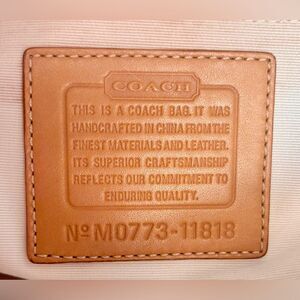 COACH
THIS IS A COACH BAG. IT WAS
HANDCRAFTED IN CHINA FROM THE
FINEST MATERIALS AND LEATHER.
ITS SUPERIOR CRAFTSMANSHIP
REFLECTS OUR COMMITMENT TO
ENDURING QUALITY.
Nº M0773-11818